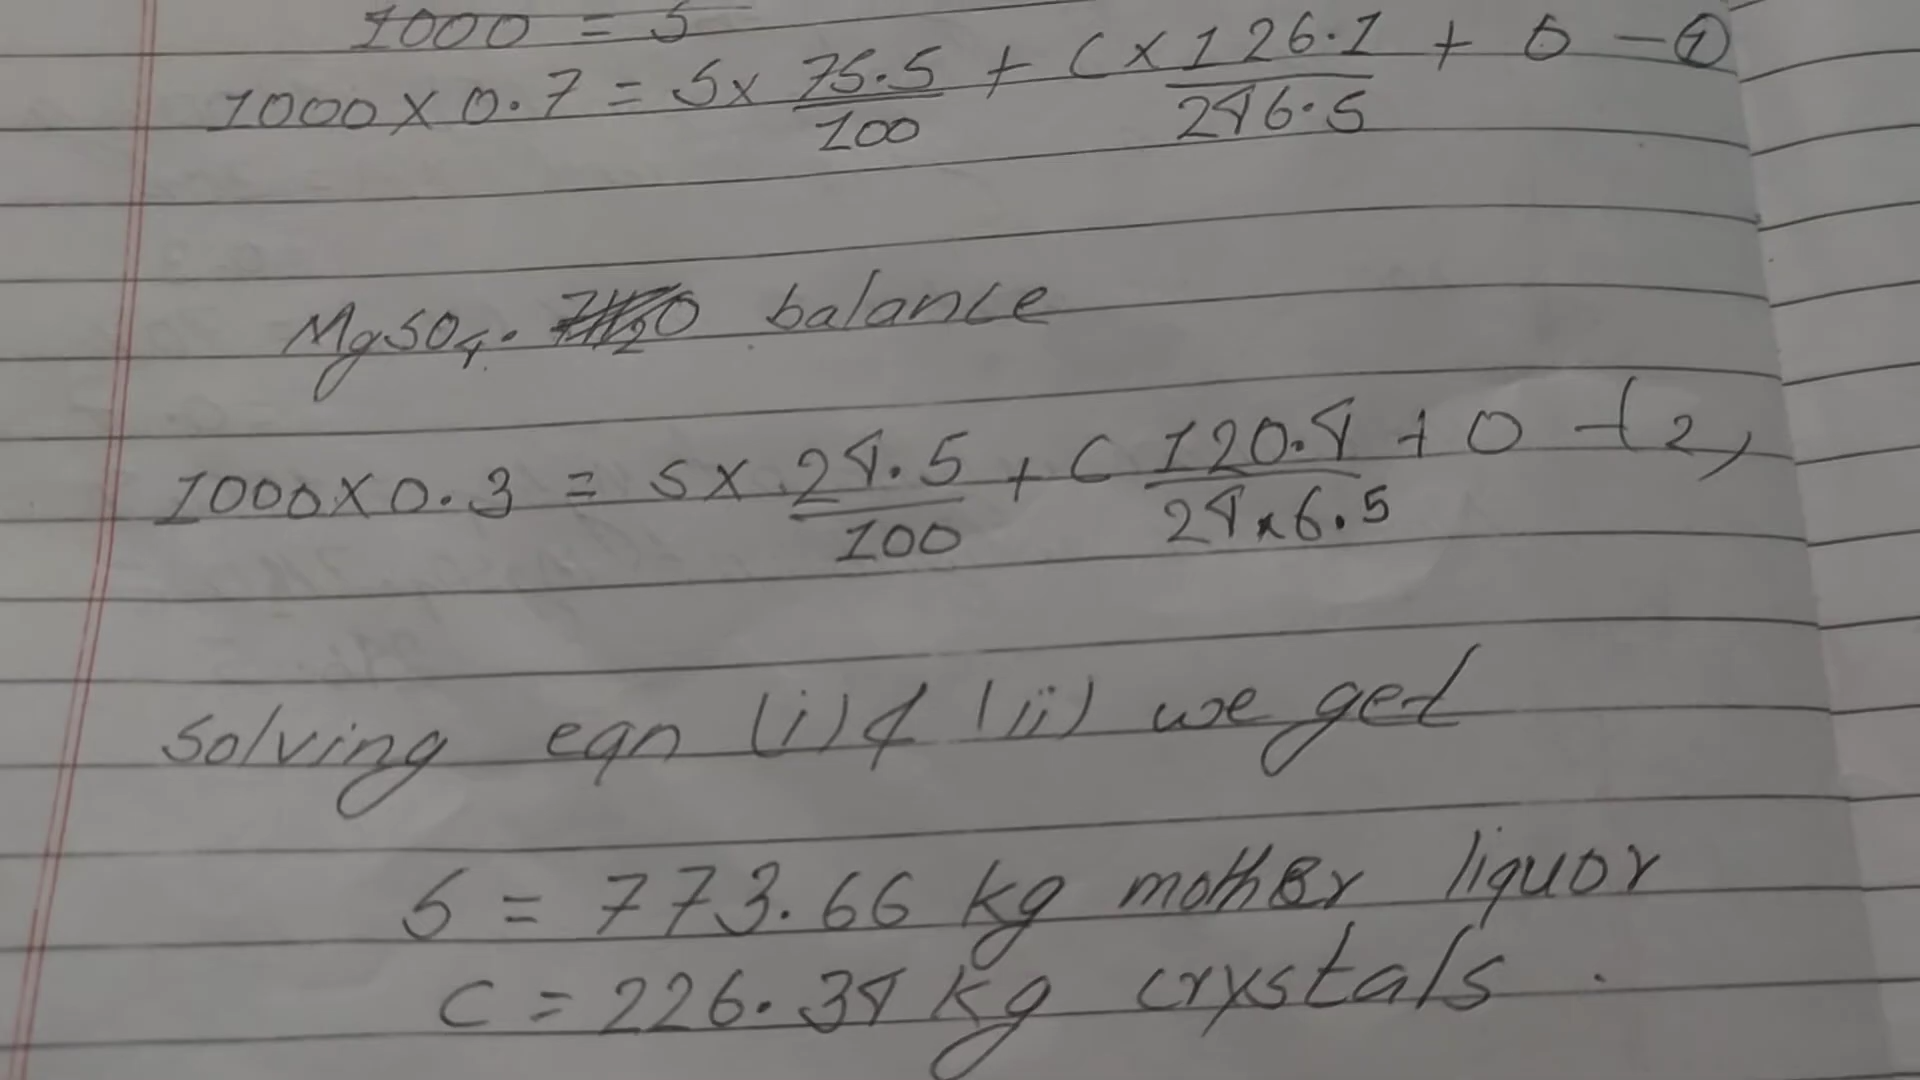 1000 = S
1000 × 0.7 = S × 75.5/100 + C × 126.1/246.5 + 0 - ①
MgSO4. balance
1000 × 0.3 = S × 24.5/100 + C 120.4/24×6.5 + 0 - (2)
Solving eqn (i) & (ii) we get
S = 773.66 kg mother liquor
C = 226.34 kg crystals.